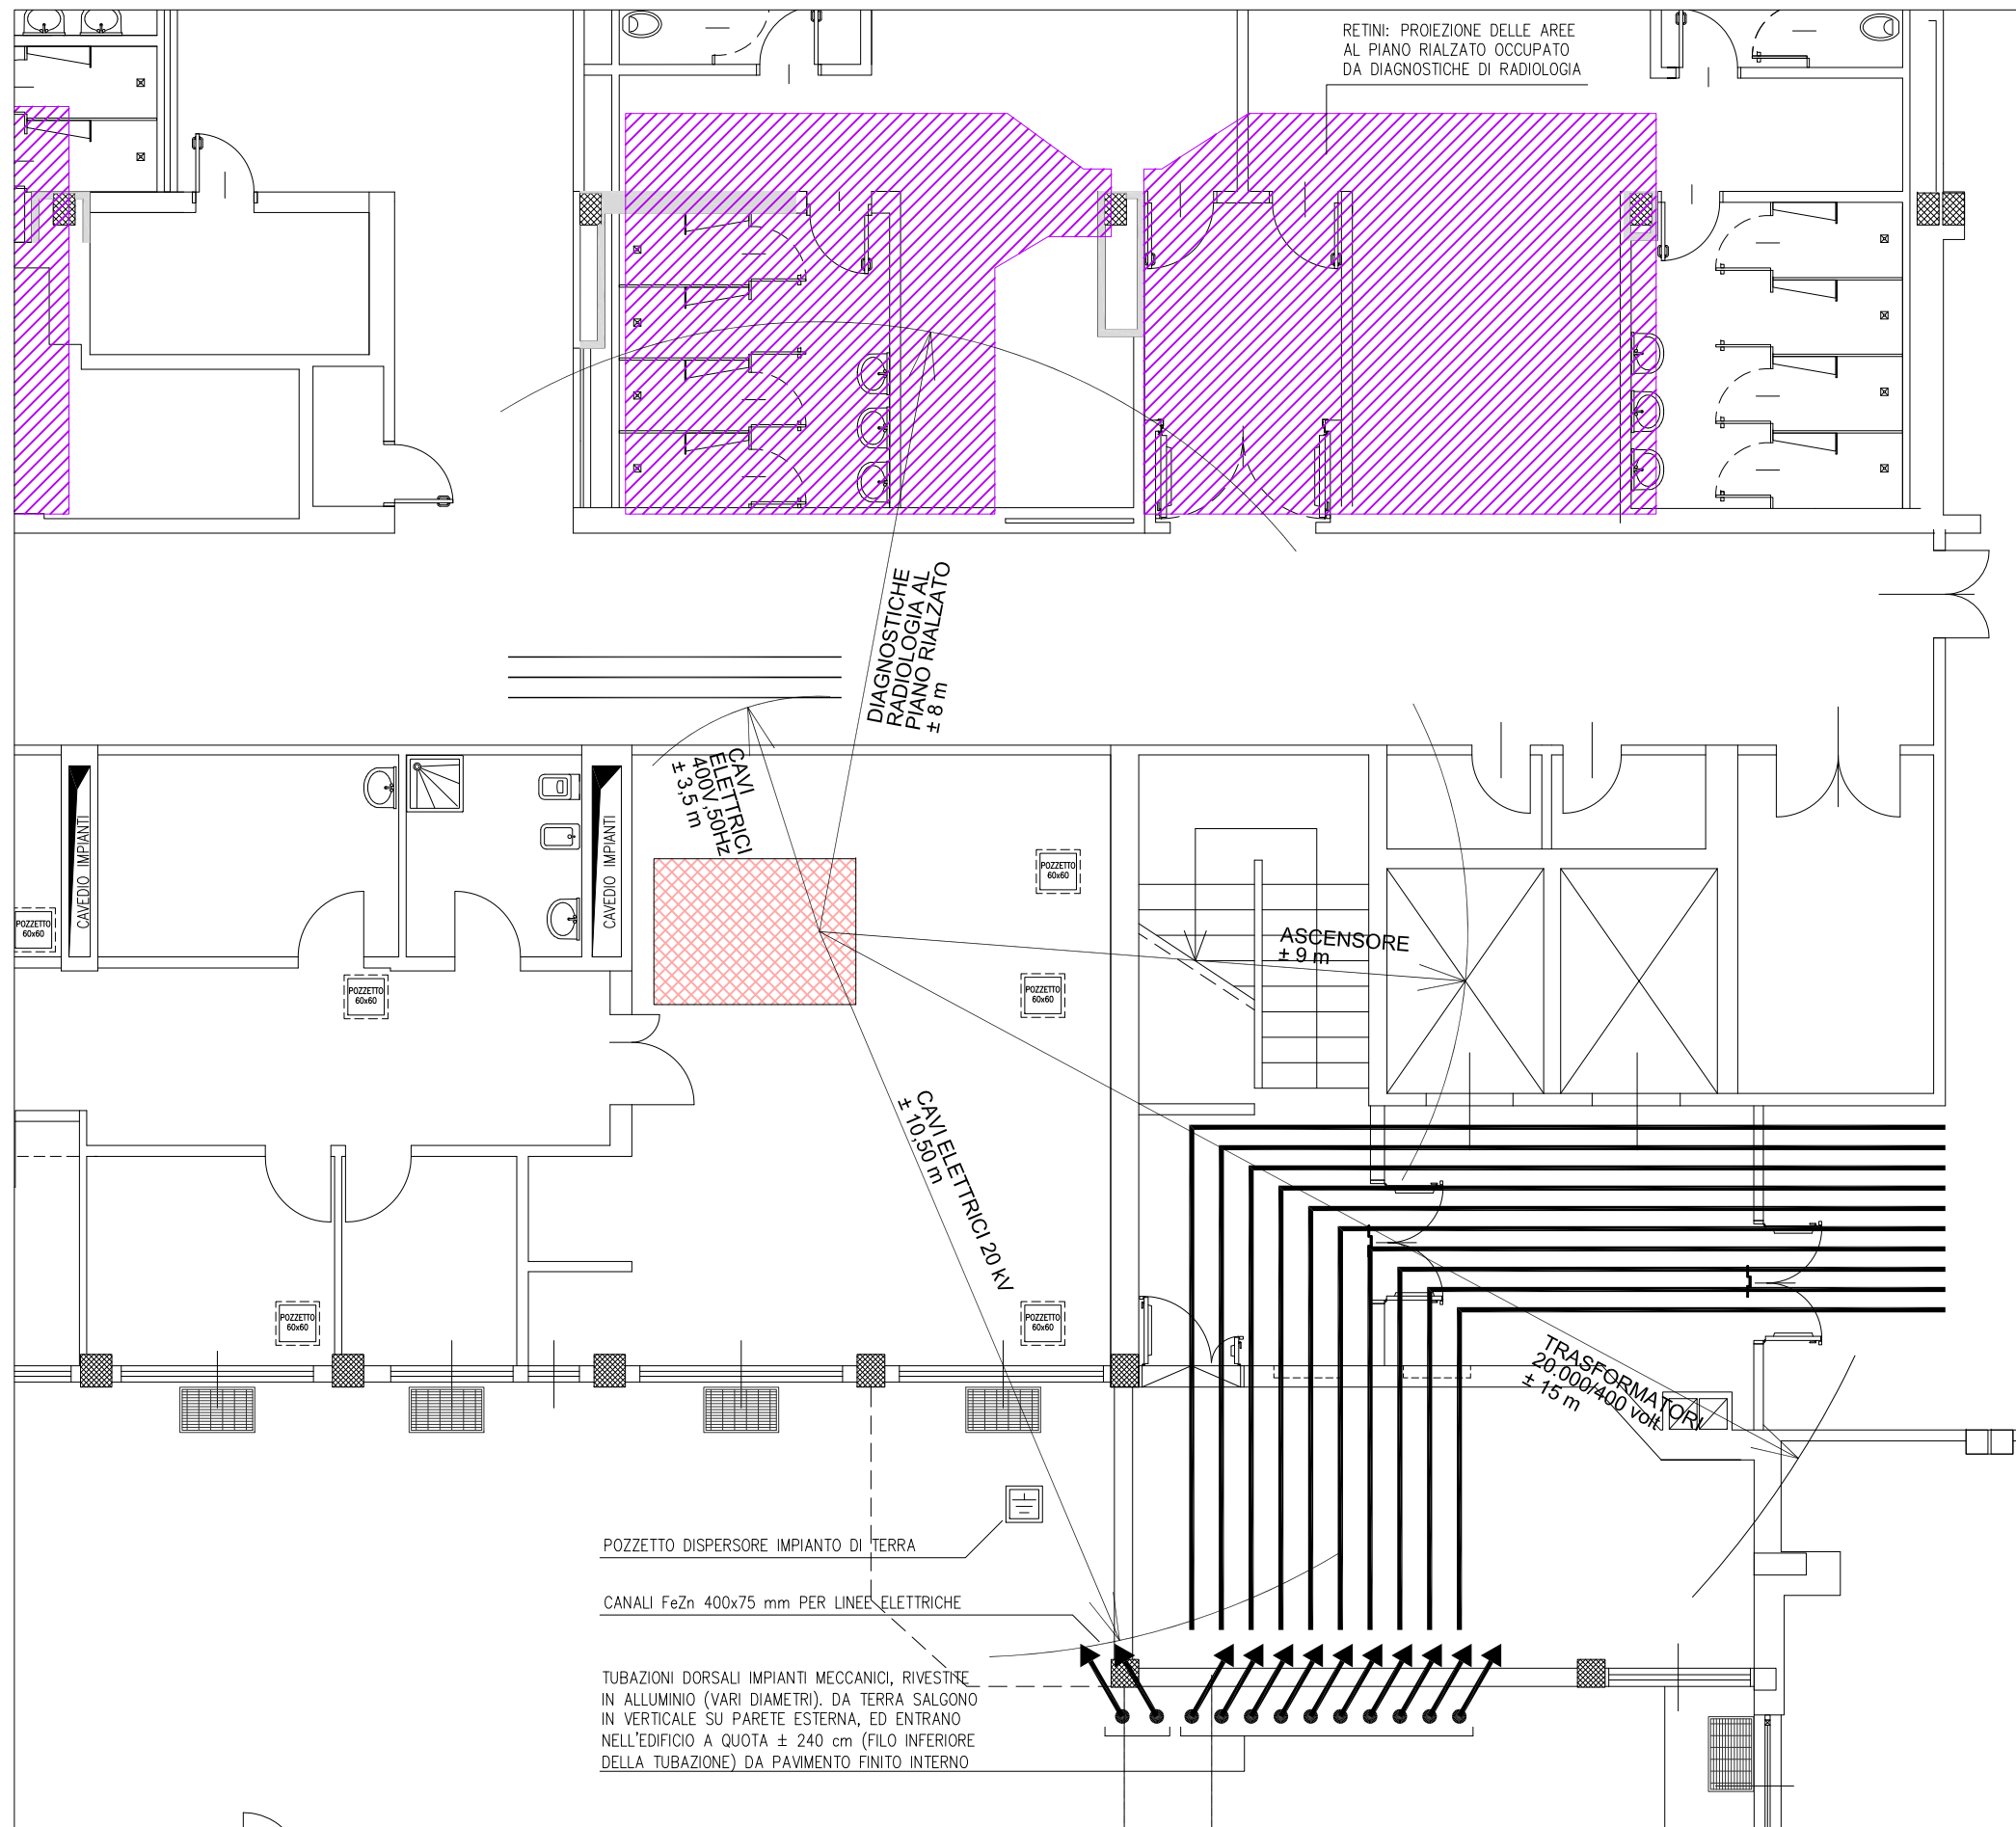 RETINI: PROIEZIONE DELLE AREE
AL PIANO RIALZATO OCCUPATO
DA DIAGNOSTICHE DI RADIOLOGIA
DIAGNOSTICHE
RADIOLOGIA AL
PIANO RIALZATO
± 8 m
CAVI
ELETTRICI
400V,50Hz
± 3,5 m
CAVEDIO IMPIANTI
CAVEDIO IMPIANTI
POZZETTO
60x60
POZZETTO
60x60
POZZETTO
60x60
POZZETTO
60x60
ASCENSORE
± 9 m
CAVI ELETTRICI 20 kV
± 10,50 m
POZZETTO
60x60
POZZETTO
60x60
TRASFORMATORI
20.000/400 volt
± 15 m
POZZETTO DISPERSORE IMPIANTO DI TERRA
CANALI FeZn 400x75 mm PER LINEE ELETTRICHE
TUBAZIONI DORSALI IMPIANTI MECCANICI, RIVESTITE
IN ALLUMINIO (VARI DIAMETRI). DA TERRA SALGONO
IN VERTICALE SU PARETE ESTERNA, ED ENTRANO
NELL'EDIFICIO A QUOTA ± 240 cm (FILO INFERIORE
DELLA TUBAZIONE) DA PAVIMENTO FINITO INTERNO